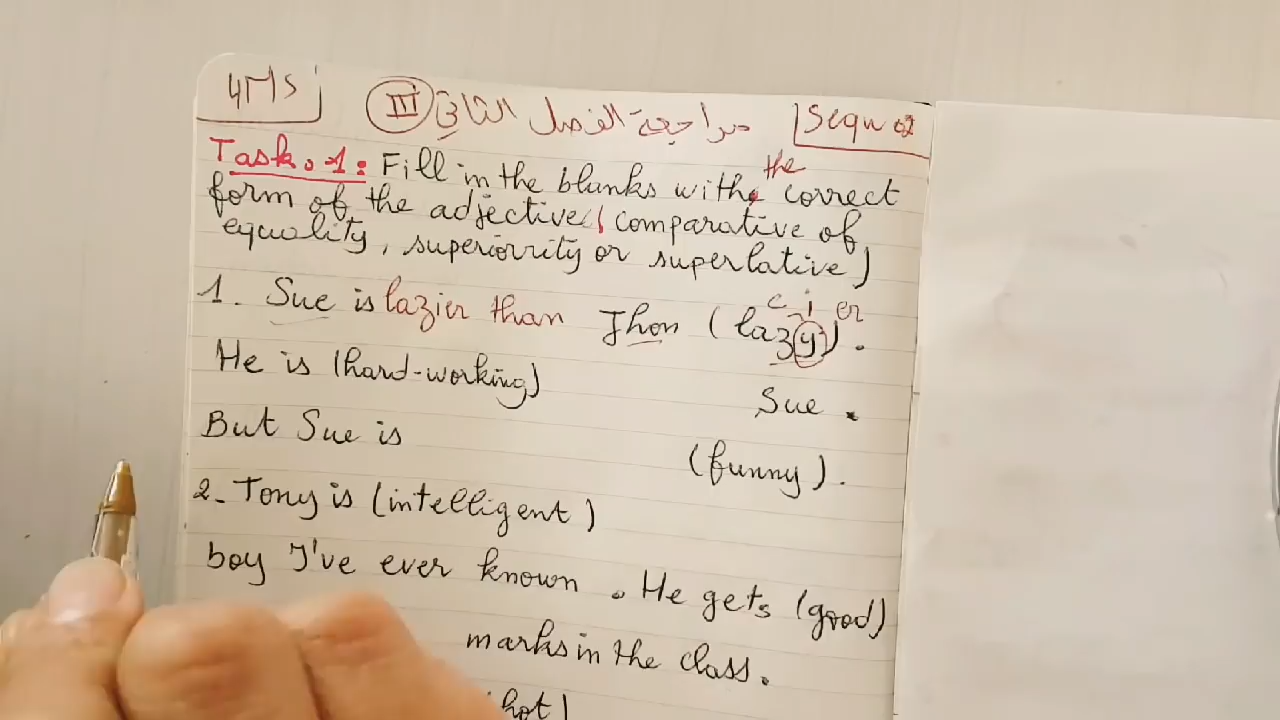 4Ms III مراجعة الفصل الثاني Sequ 02
Task. 1: Fill in the blanks with the correct
form of the adjective ( comparative of
equality, superiority or superlative)
1. Sue is lazier than Jhon (lazy).
c i er
He is (hard-working) Sue.
But Sue is (funny).
2- Tony is (intelligent)
boy I've ever known. He gets (good)
marks in the class.
hot)